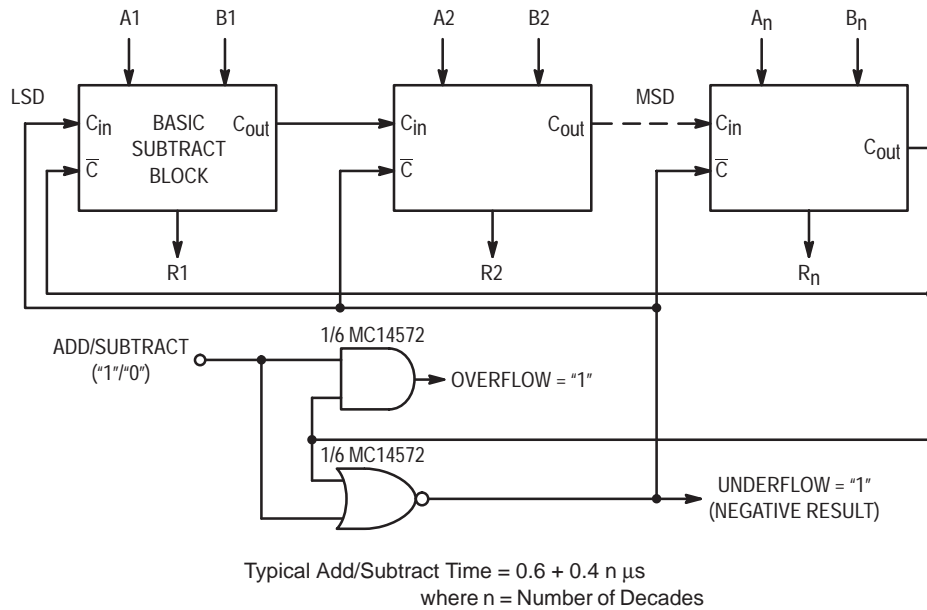 A1 B1 A2 B2 An Bn
LSD MSD
Cin BASIC SUBTRACT BLOCK Cout
C̅
Cin Cout
C̅
Cin Cout
C̅
R1 R2 Rn
1/6 MC14572
ADD/SUBTRACT
("1"/"0")
OVERFLOW = "1"
1/6 MC14572
UNDERFLOW = "1"
(NEGATIVE RESULT)
Typical Add/Subtract Time = 0.6 + 0.4 n µs
where n = Number of Decades